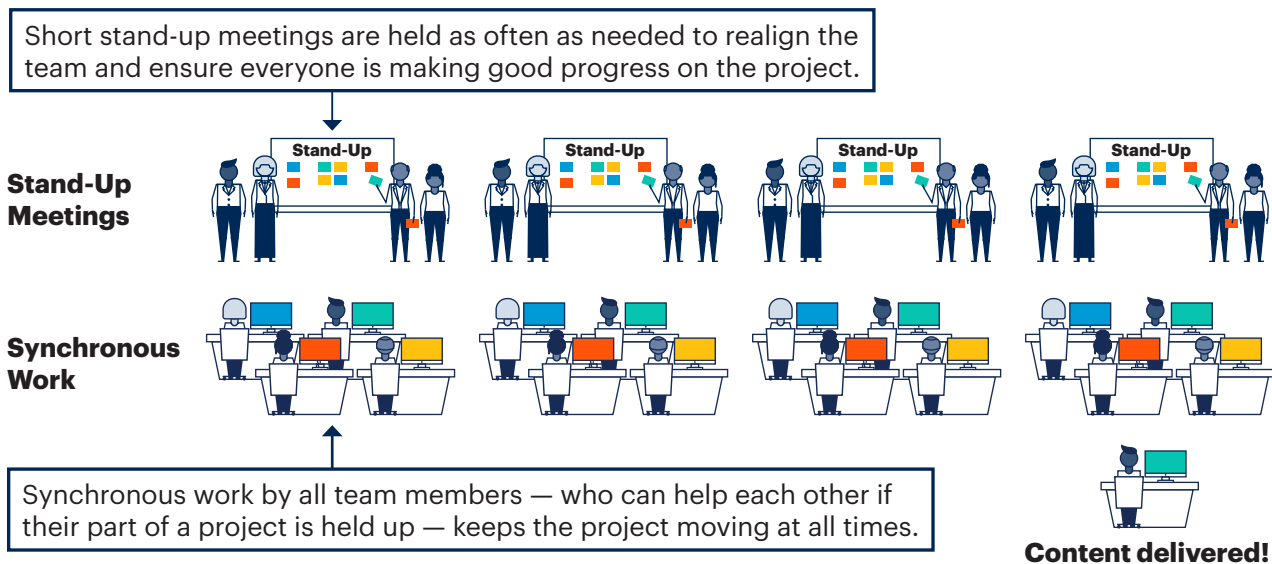 Short stand-up meetings are held as often as needed to realign the
team and ensure everyone is making good progress on the project.
Stand-Up
Stand-Up
Stand-Up
Stand-Up
Stand-Up
Meetings
Synchronous
Work
Synchronous work by all team members — who can help each other if
their part of a project is held up — keeps the project moving at all times.
Content delivered!